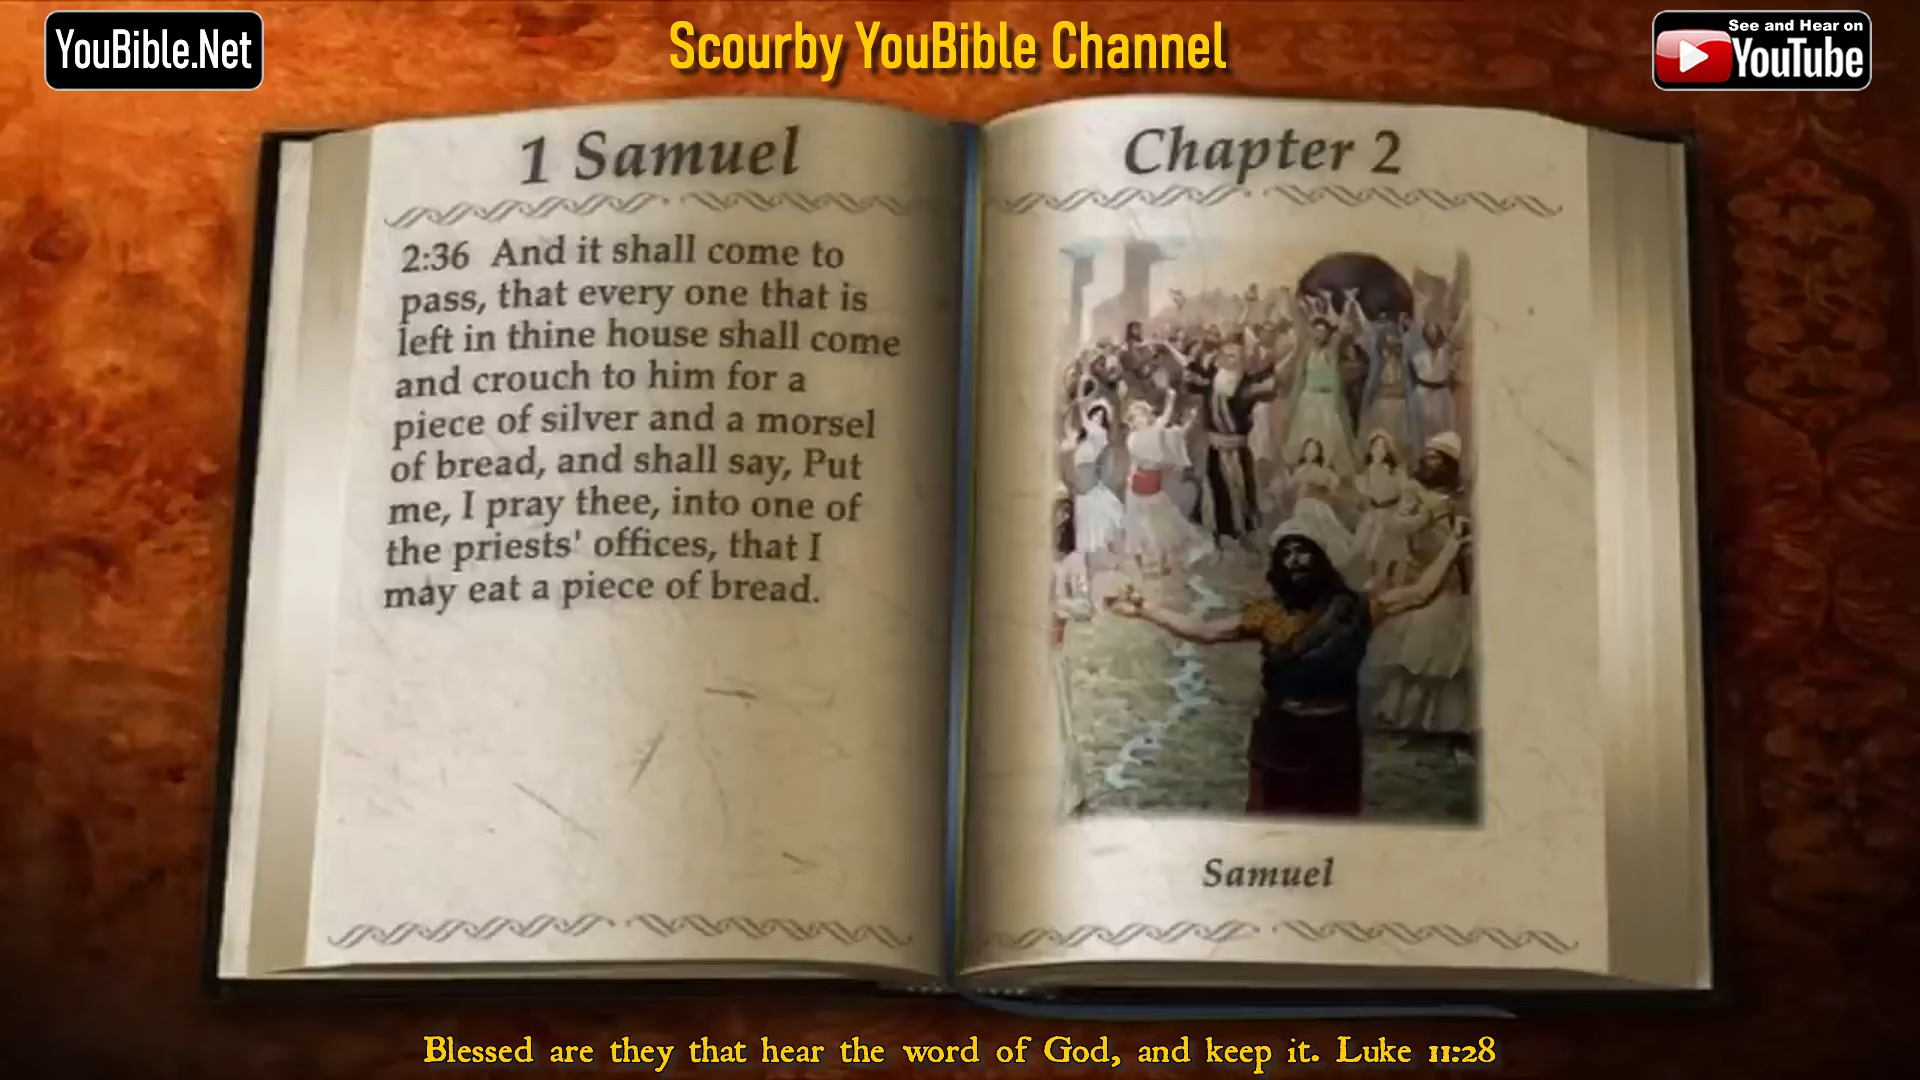 YouBible.Net
Scourby YouBible Channel
See and Hear on
YouTube
1 Samuel
2:36 And it shall come to
pass, that every one that is
left in thine house shall come
and crouch to him for a
piece of silver and a morsel
of bread, and shall say, Put
me, I pray thee, into one of
the priests' offices, that I
may eat a piece of bread.
Chapter 2
Samuel
Blessed are they that hear the word of God, and keep it. Luke 11:28